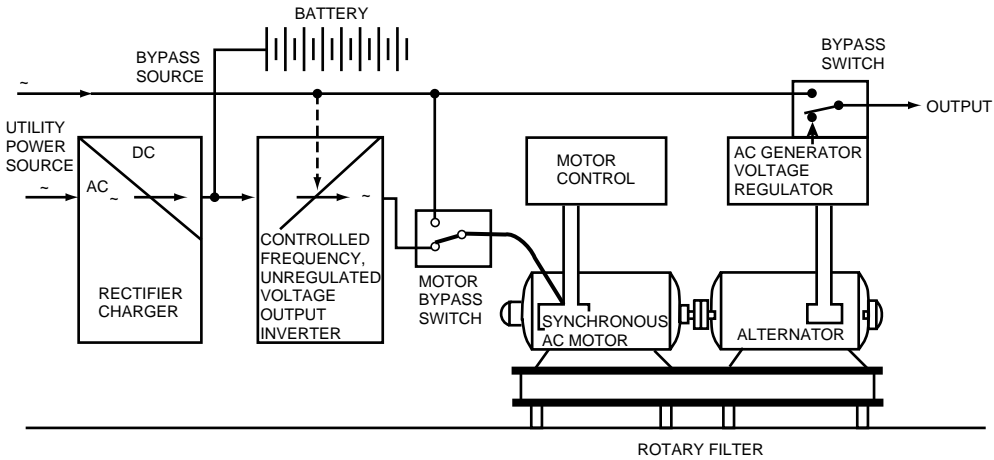 BATTERY
BYPASS
SOURCE
BYPASS
SWITCH
~
OUTPUT
UTILITY
POWER
SOURCE
~
DC
AC
~
RECTIFIER
CHARGER
~
CONTROLLED
FREQUENCY,
UNREGULATED
VOLTAGE
OUTPUT
INVERTER
MOTOR
BYPASS
SWITCH
MOTOR
CONTROL
AC GENERATOR
VOLTAGE
REGULATOR
SYNCHRONOUS
AC MOTOR
ALTERNATOR
ROTARY FILTER